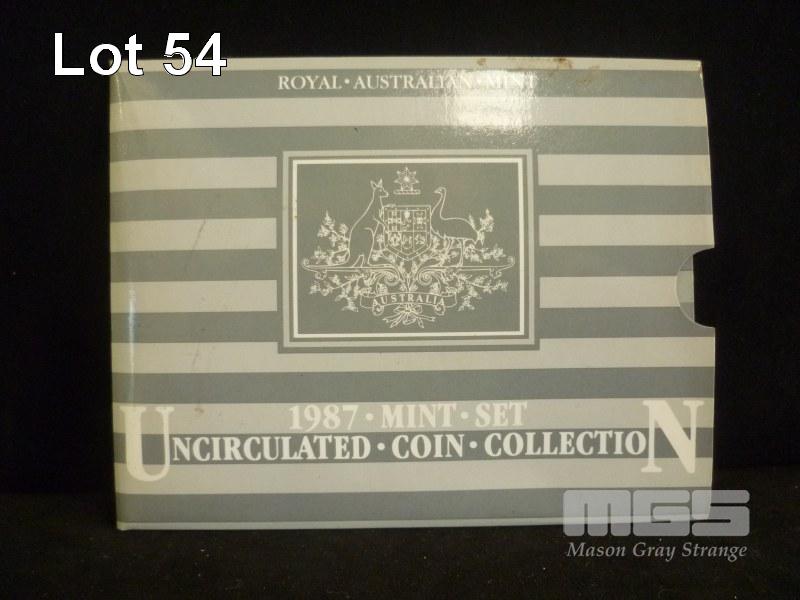 Lot 54
ROYAL · AUSTRALIAN · MINT
AUSTRALIA
1987 · MINT · SET
UNCIRCULATED · COIN · COLLECTION
MGS
Mason Gray Strange